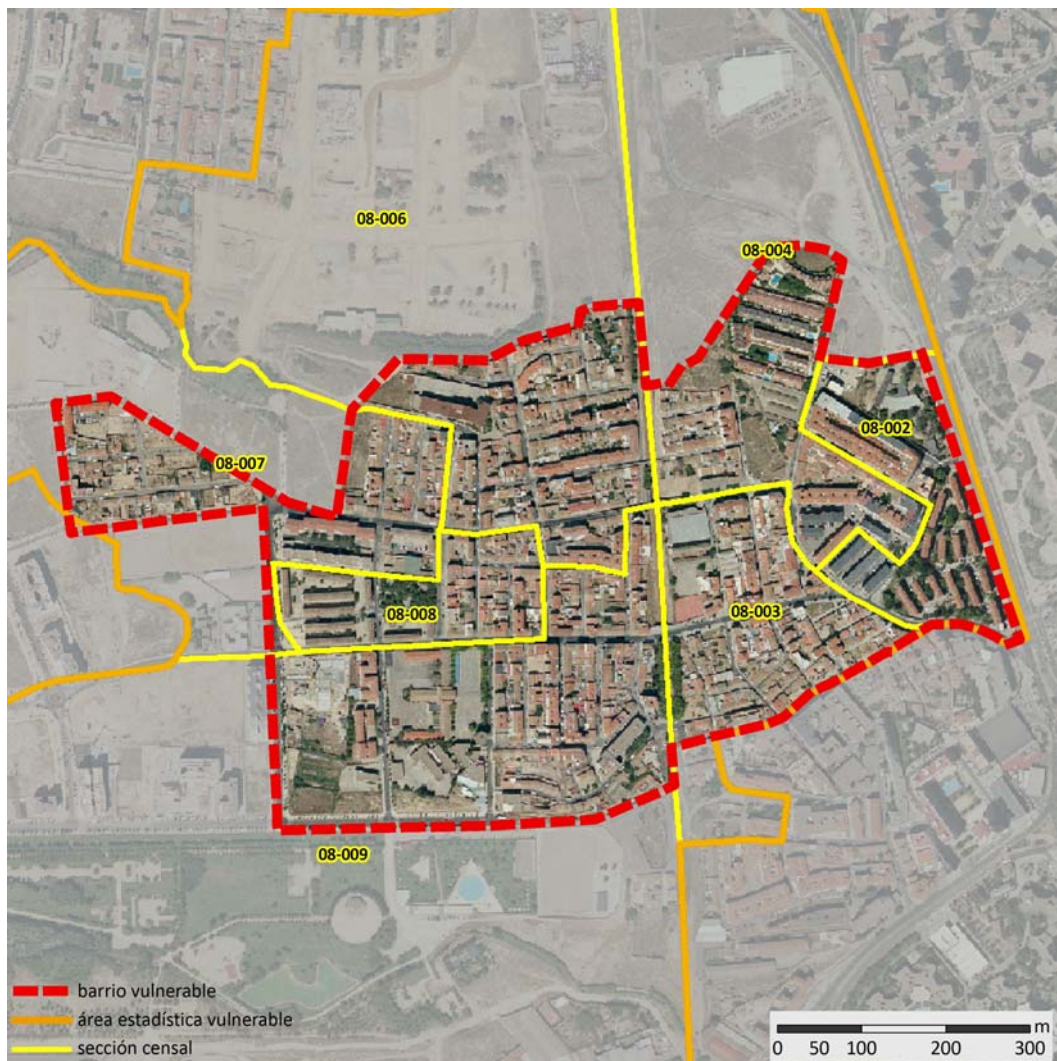 08-006
08-004
08-002
08-007
08-008
08-003
08-009
barrio vulnerable
área estadística vulnerable
sección censal
m
0 50 100 200 300